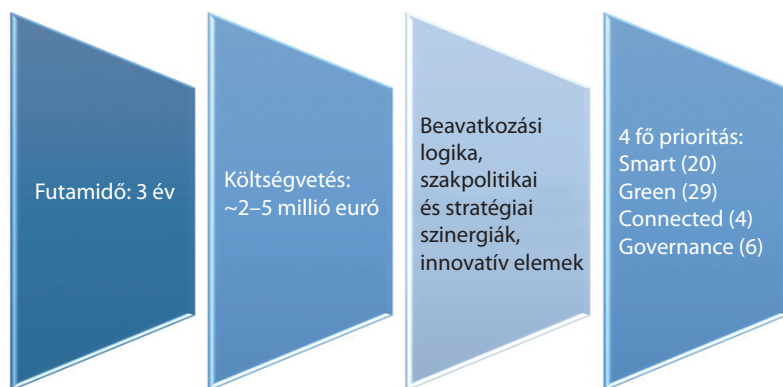 Futamidő: 3 év
Költségvetés:
~2–5 millió euró
Beavatkozási
logika,
szakpolitikai
és stratégiai
szinergiák,
innovatív elemek
4 fő prioritás:
Smart (20)
Green (29)
Connected (4)
Governance (6)